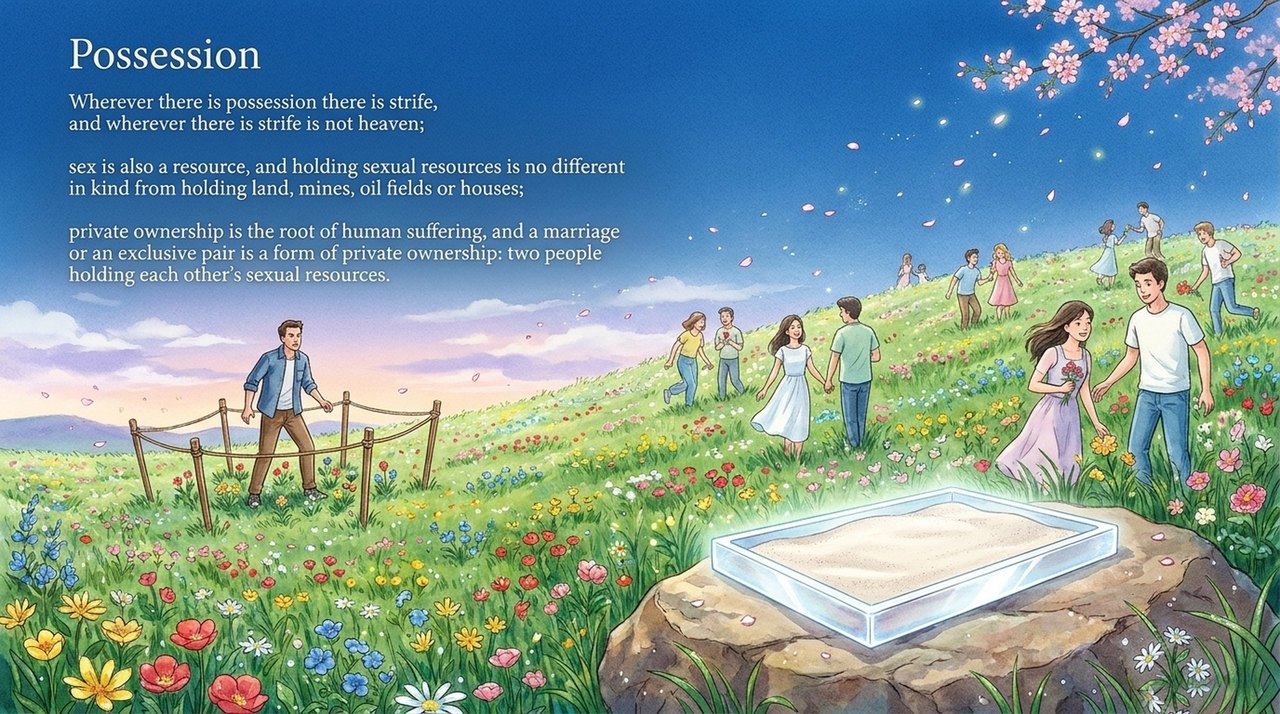 Possession
Wherever there is possession there is strife,
and wherever there is strife is not heaven;
sex is also a resource, and holding sexual resources is no different
in kind from holding land, mines, oil fields or houses;
private ownership is the root of human suffering, and a marriage
or an exclusive pair is a form of private ownership: two people
holding each other’s sexual resources.